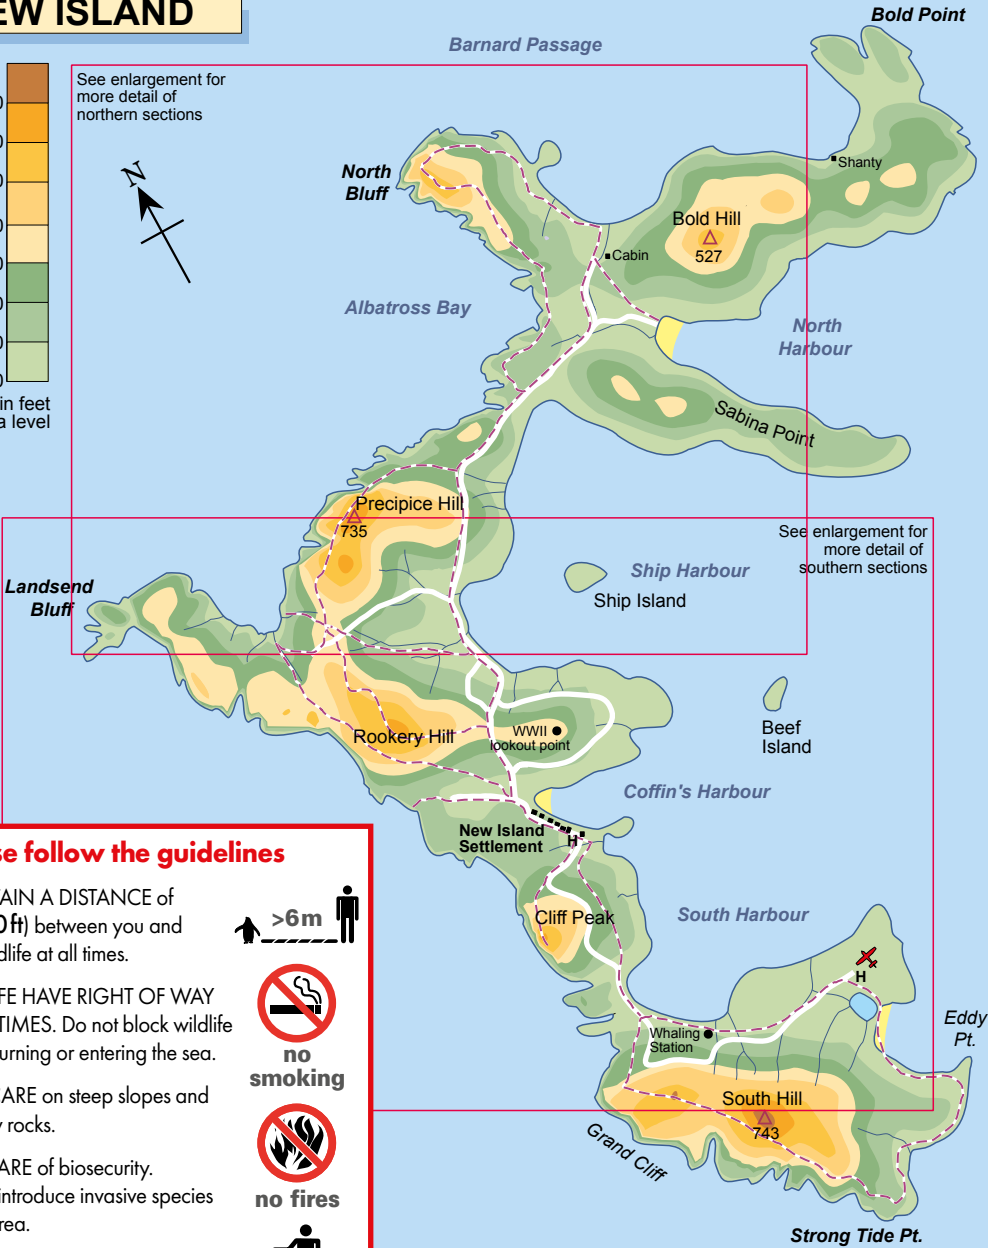 EW ISLAND
Bold Point
Barnard Passage
See enlargement for
more detail of
northern sections
N
North
Bluff
Shanty
Bold Hill
527
Cabin
Albatross Bay
North
Harbour
in feet
a level
Sabina Point
Precipice Hill
735
See enlargement for
more detail of
southern sections
Landsend
Bluff
Ship Harbour
Ship Island
Beef
Island
Rookery Hill
WWII
lookout point
Coffin's Harbour
New Island
Settlement
H
Cliff Peak
South Harbour
H
Eddy
Pt.
Whaling
Station
South Hill
743
Grand Cliff
Strong Tide Pt.
se follow the guidelines
TAIN A DISTANCE of
0ft) between you and
dlife at all times.
>6m
FE HAVE RIGHT OF WAY
TIMES. Do not block wildlife
urning or entering the sea.
no
smoking
CARE on steep slopes and
y rocks.
ARE of biosecurity.
introduce invasive species
rea.
no fires